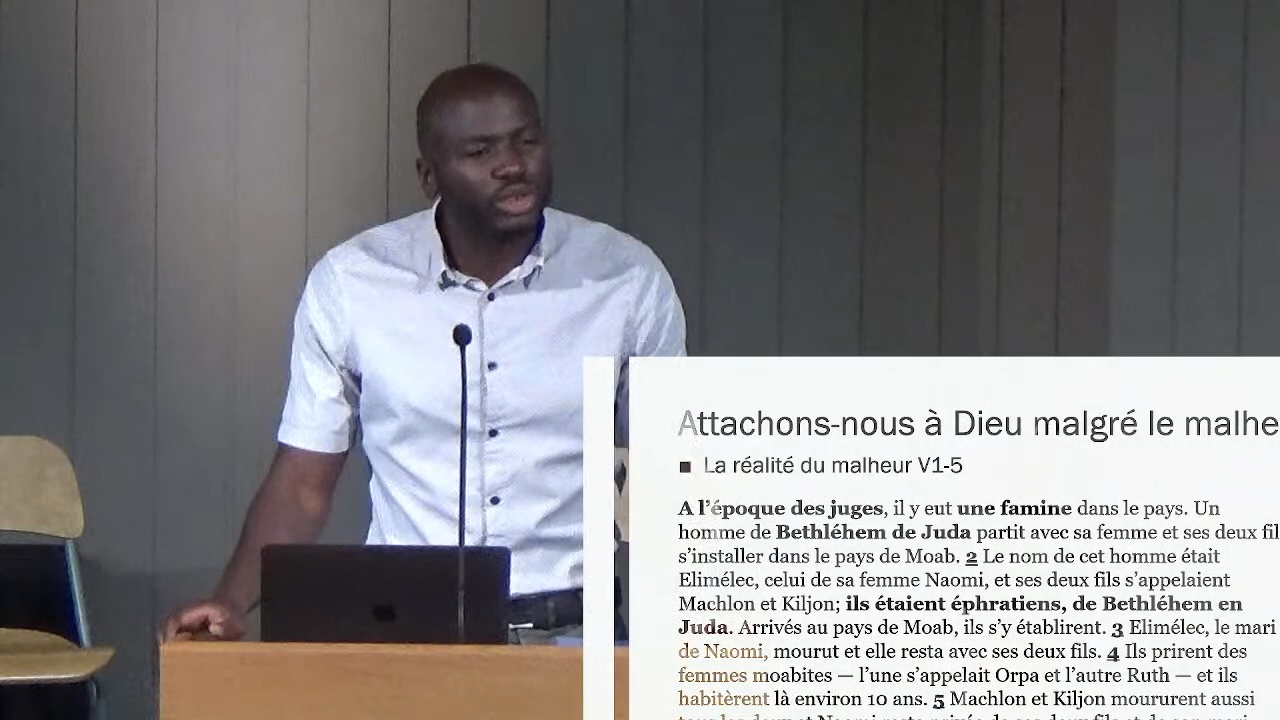 Attachons-nous à Dieu malgré le malhe
■ La réalité du malheur V1-5
A l’époque des juges, il y eut une famine dans le pays. Un
homme de Bethléhem de Juda partit avec sa femme et ses deux fil
s’installer dans le pays de Moab. 2 Le nom de cet homme était
Elimélec, celui de sa femme Naomi, et ses deux fils s’appelaient
Machlon et Kiljon; ils étaient éphratiens, de Bethléhem en
Juda. Arrivés au pays de Moab, ils s’y établirent. 3 Elimélec, le mari
de Naomi, mourut et elle resta avec ses deux fils. 4 Ils prirent des
femmes moabites — l’une s’appelait Orpa et l’autre Ruth — et ils
habitèrent là environ 10 ans. 5 Machlon et Kiljon moururent aussi